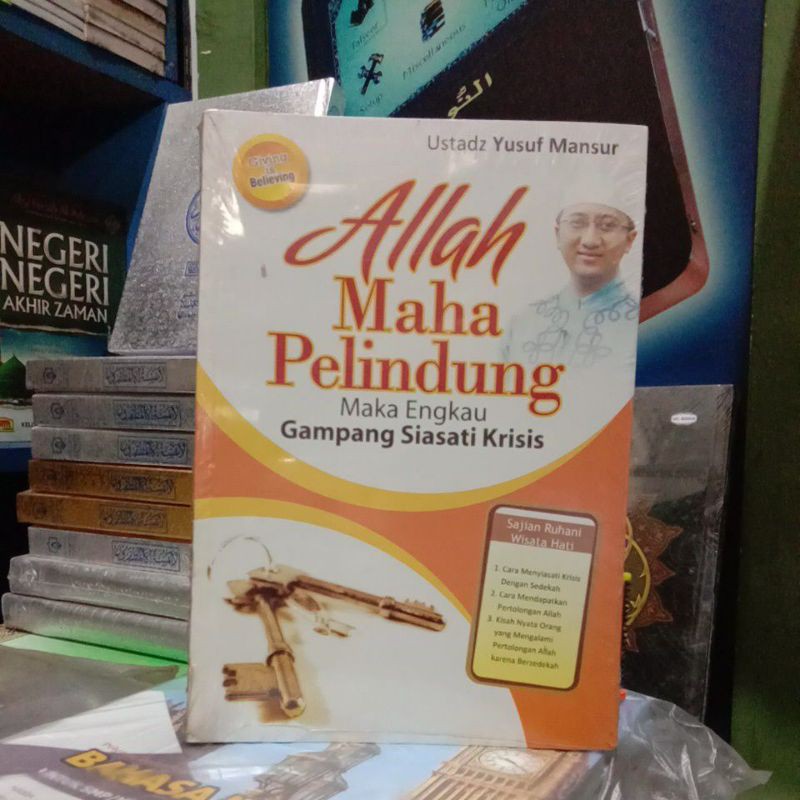 Ustadz Yusuf Mansur
Giving
is
Believing
Allah
Maha
Pelindung
Maka Engkau
Gampang Siasati Krisis
Sajian Ruhani
Wisata Hati
1. Cara Menyiasati Krisis
Dengan Sedekah
2. Cara Mendapatkan
Pertolongan Allah
3. Kisah Nyata Orang
yang Mengalami
Pertolongan Allah
karena Bersedekah
NEGERI
NEGERI
AKHIR ZAMAN
Miscellaneous
Setup
BAHASA